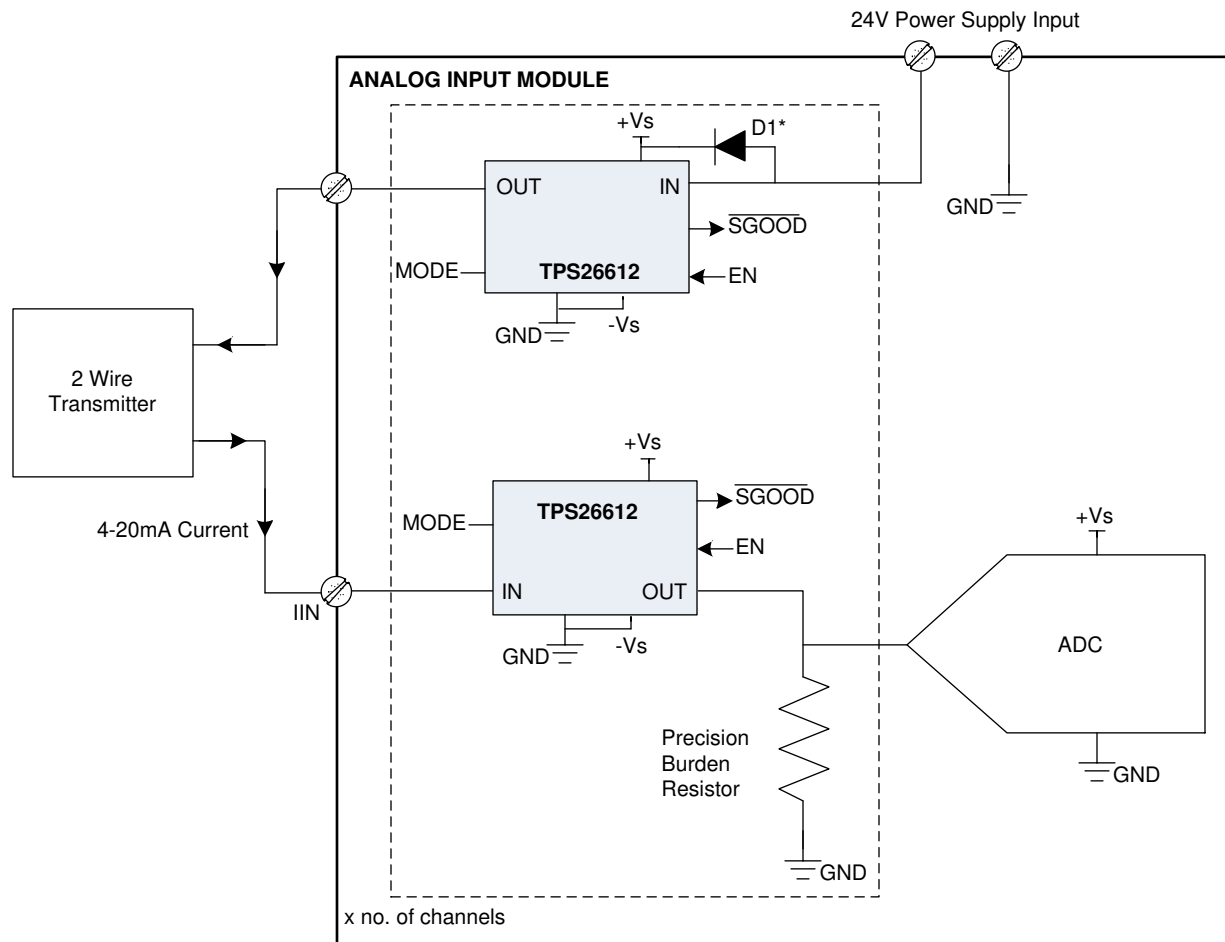 24V Power Supply Input
ANALOG INPUT MODULE
+Vs
D1*
OUT
IN
GND
SGOOD
MODE
TPS26612
EN
GND
-Vs
2 Wire
Transmitter
+Vs
TPS26612
SGOOD
MODE
EN
4-20mA Current
+Vs
IN
OUT
IIN
GND
-Vs
ADC
Precision
Burden
Resistor
GND
GND
x no. of channels